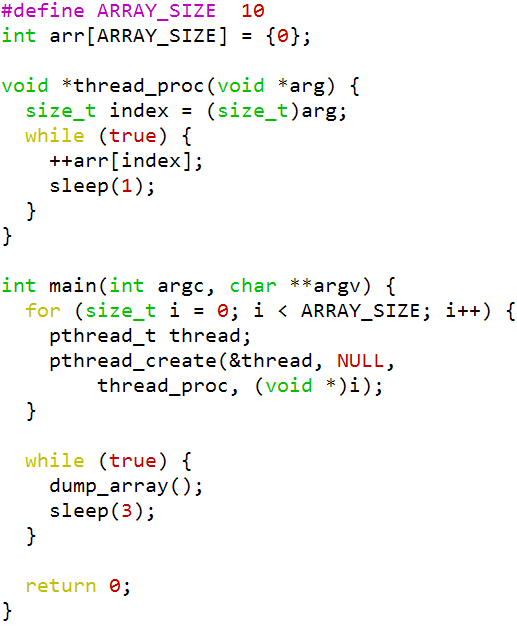 #define ARRAY_SIZE  10
int arr[ARRAY_SIZE] = {0};

void *thread_proc(void *arg) {
  size_t index = (size_t)arg;
  while (true) {
    ++arr[index];
    sleep(1);
  }
}

int main(int argc, char **argv) {
  for (size_t i = 0; i < ARRAY_SIZE; i++) {
    pthread_t thread;
    pthread_create(&thread, NULL,
        thread_proc, (void *)i);
  }

  while (true) {
    dump_array();
    sleep(3);
  }

  return 0;
}